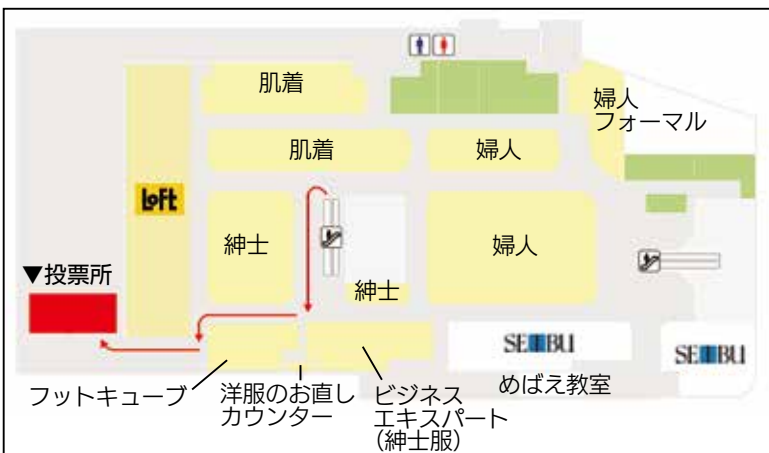 肌着
婦人
フォーマル
肌着
婦人
LoFt
紳士
婦人
▼投票所
紳士
SEIBU
SEIBU
フットキューブ
洋服のお直し
カウンター
ビジネス
エキスパート
(紳士服)
めばえ教室